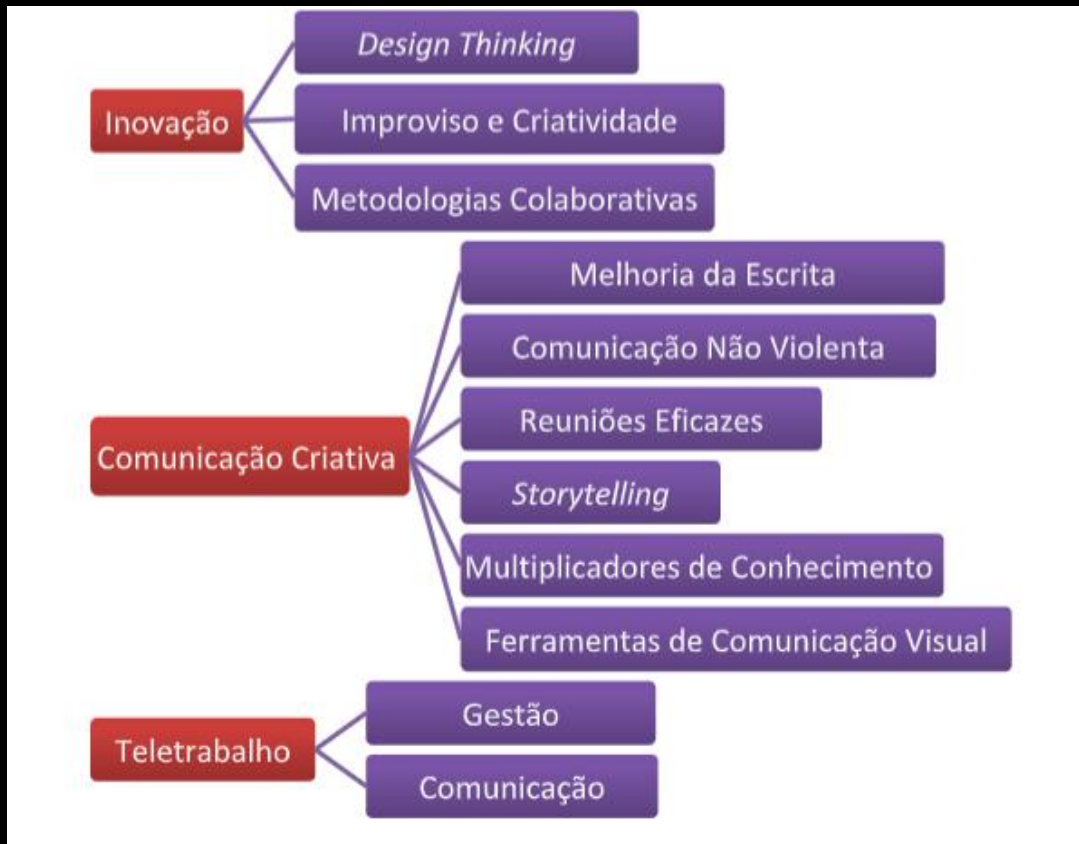 Inovação
Design Thinking
Improviso e Criatividade
Metodologias Colaborativas
Comunicação Criativa
Melhoria da Escrita
Comunicação Não Violenta
Reuniões Eficazes
Storytelling
Multiplicadores de Conhecimento
Ferramentas de Comunicação Visual
Teletrabalho
Gestão
Comunicação